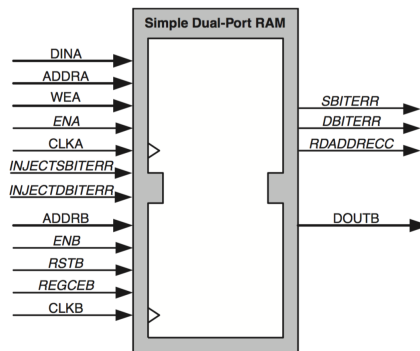 Simple Dual-Port RAM
DINA
ADDRA
WEA
ENA
CLKA
INJECTSBITERR
INJECTDBITERR
ADDRB
ENB
RSTB
REGCEB
CLKB
SBITERR
DBITERR
RDADDRECC
DOUTB